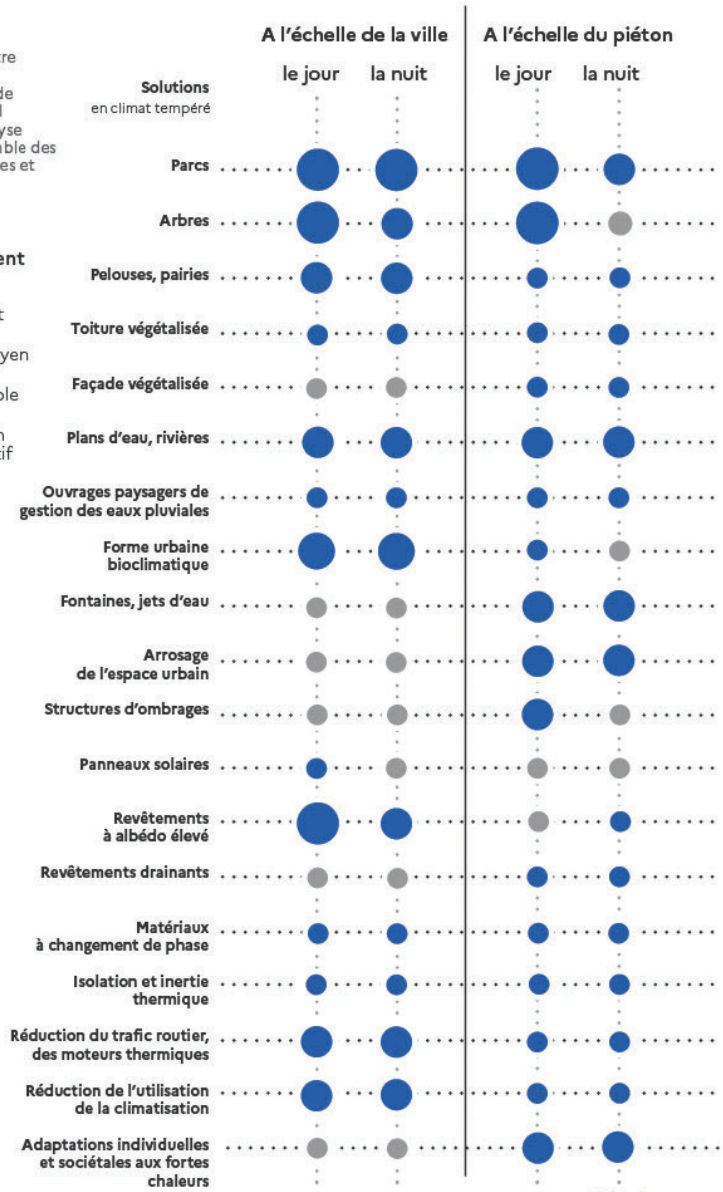 A l'échelle de la ville
A l'échelle du piéton
le jour
la nuit
le jour
la nuit
Solutions
en climat tempéré
Parcs
Arbres
Pelouses, pairies
Toiture végétalisée
Façade végétalisée
Plans d'eau, rivières
Ouvrages paysagers de
gestion des eaux pluviales
Forme urbaine
bioclimatique
Fontaines, jets d'eau
Arrosage
de l'espace urbain
Structures d'ombrages
Panneaux solaires
Revêtements
à albédo élevé
Revêtements drainants
Matériaux
à changement de phase
Isolation et inertie
thermique
Réduction du trafic routier,
des moteurs thermiques
Réduction de l'utilisation
de la climatisation
Adaptations individuelles
et sociétales aux fortes
chaleurs